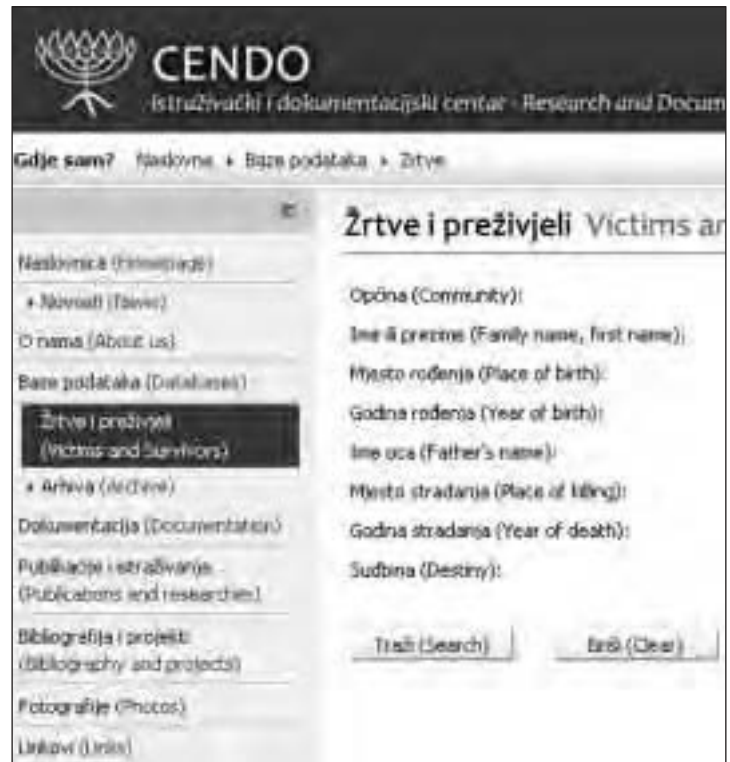 CENDO
Istraživački i dokumentacijski centar - Research and Docum
Gdje sam? Naslovna Baze podataka Žrtve
Žrtve i preživjeli Victims an
Naslovnica (Homepage)
Novosti (News)
O nama (About us)
Baze podataka (Databases)
Žrtve i preživjeli
(Victims and Survivors)
Arhiva (Archive)
Dokumentacija (Documentation)
Publikacije i istraživanja
(Publications and researches)
Bibliografija i projekti
(Bibliography and projects)
Fotografije (Photos)
Linkovi (Links)
Općina (Community):
Ime ili prezime (Family name, first name):
Mjesto rođenja (Place of birth):
Godina rođenja (Year of birth):
Ime oca (Father's name):
Mjesto stradanja (Place of killing):
Godina stradanja (Year of death):
Sudbina (Destiny):
Traži (Search) Briši (Clear)